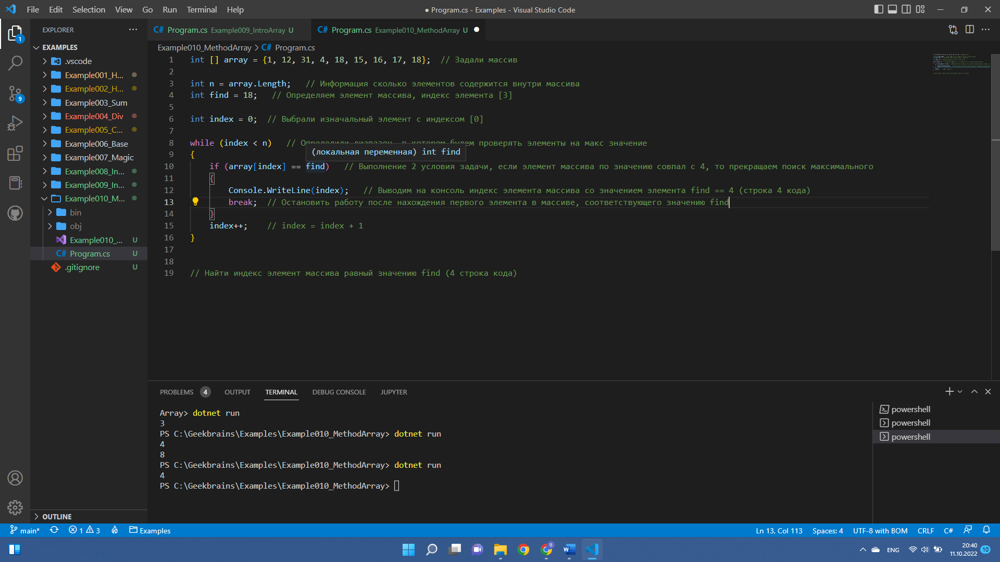 File Edit Selection View Go Run Terminal Help
● Program.cs - Examples - Visual Studio Code
EXPLORER
EXAMPLES
.vscode
Example001_H...
Example002_H...
Example003_Sum
Example004_Div
Example005_C...
Example006_Base
Example007_Magic
Example008_In...
Example009_In...
Example010_M...
bin
obj
Example010_... U
C# Program.cs U
.gitignore U
OUTLINE
1
9
C# Program.cs Example009_IntroArray U
C# Program.cs Example010_MethodArray U
Example010_MethodArray > C# Program.cs
1 int [] array = {1, 12, 31, 4, 18, 15, 16, 17, 18}; // Задали массив
2
3 int n = array.Length; // Информация сколько элементов содержится внутри массива
4 int find = 18; // Определяем элемент массива, индекс элемента [3]
5
6 int index = 0; // Выбрали изначальный элемент с индексом [0]
7
8 while (index < n) // Определили диапазон, в котором будем проверять элементы на макс значение
(локальная переменная) int find
9 {
10 if (array[index] == find) // Выполнение 2 условия задачи, если элемент массива по значению совпал с 4, то прекращаем поиск максимального
11 {
12 Console.WriteLine(index); // Выводим на консоль индекс элемента массива со значением элемента find == 4 (строка 4 кода)
13 break; // Остановить работу после нахождения первого элемента в массиве, соответствующего значению find
14 }
15 index++; // index = index + 1
16 }
17
18
19 // Найти индекс элемент массива равный значению find (4 строка кода)
PROBLEMS 4 OUTPUT TERMINAL DEBUG CONSOLE JUPYTER
Array> dotnet run
3
PS C:\Geekbrains\Examples\Example010_MethodArray> dotnet run
4
8
PS C:\Geekbrains\Examples\Example010_MethodArray> dotnet run
4
PS C:\Geekbrains\Examples\Example010_MethodArray>
powershell
powershell
powershell
main* 1 3 Examples
Ln 13, Col 113 Spaces: 4 UTF-8 with BOM CRLF C#
B
W
ENG
20:40
11.10.2022
10